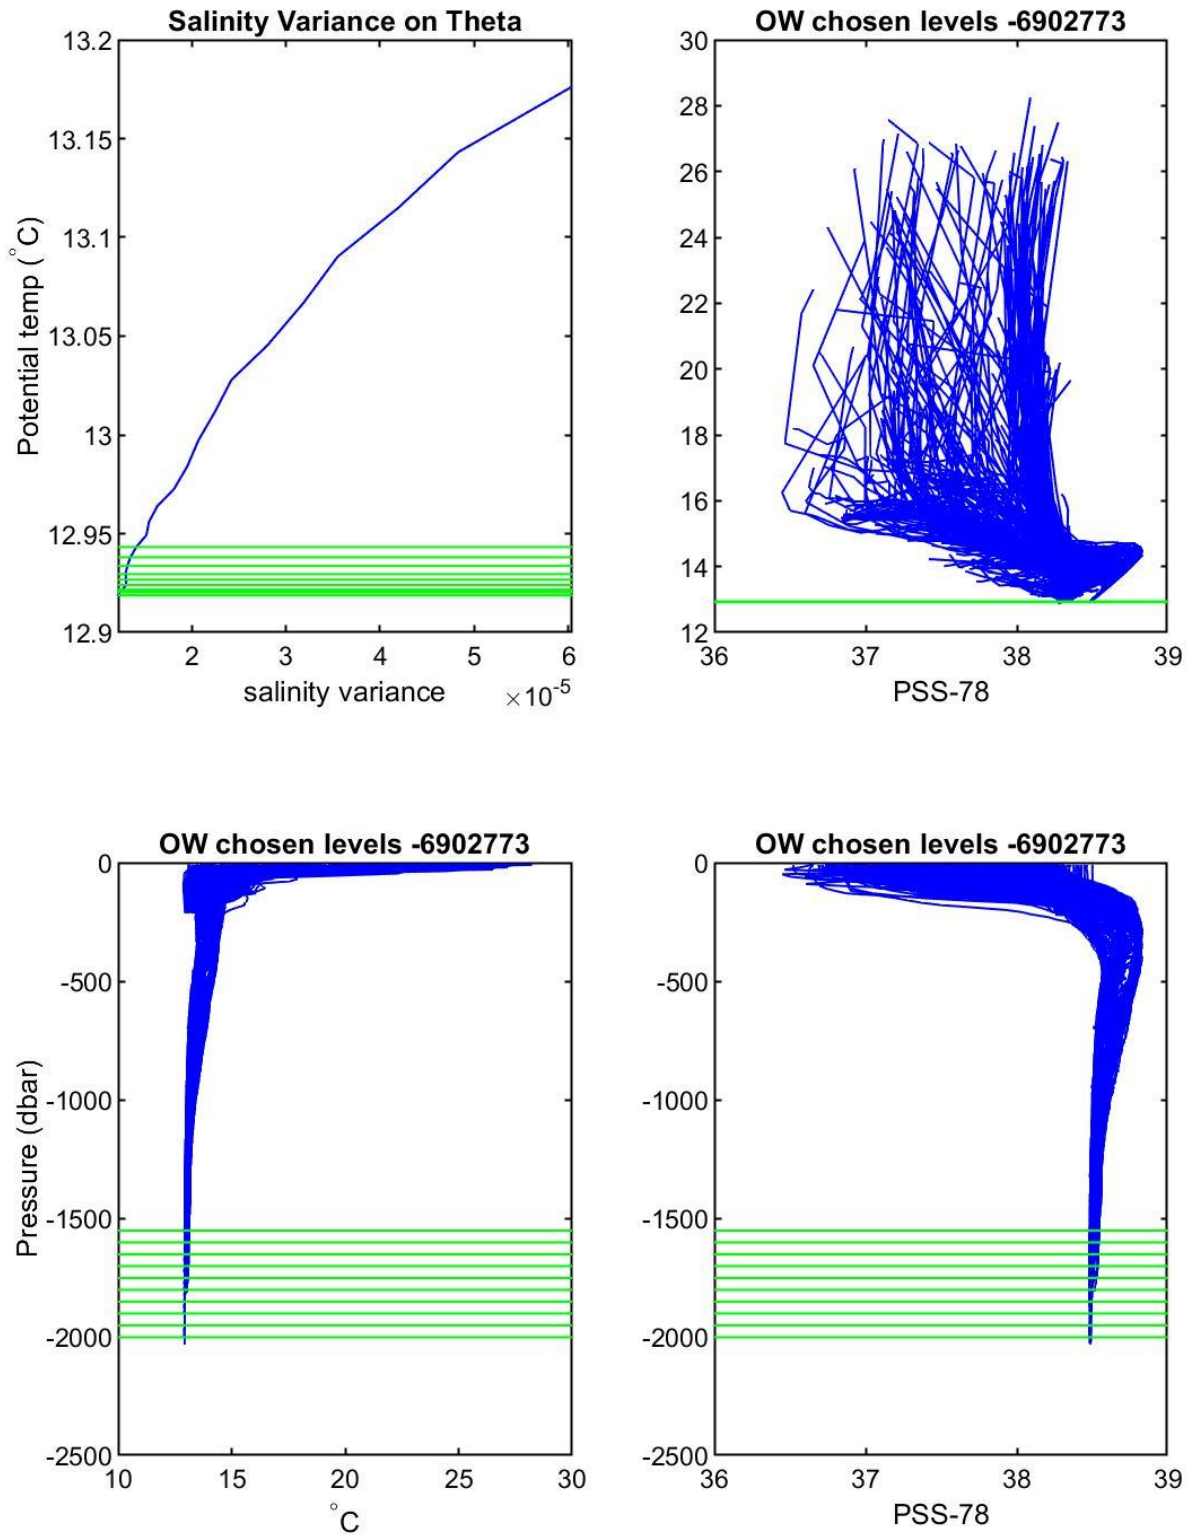 Salinity Variance on Theta
13.2
13.15
13.1
13.05
13
12.95
12.9
Potential temp (°C)
2 3 4 5 6
salinity variance ×10-5
OW chosen levels -6902773
30
28
26
24
22
20
18
16
14
12
36 37 38 39
PSS-78
OW chosen levels -6902773
0
-500
-1000
-1500
-2000
-2500
Pressure (dbar)
10 15 20 25 30
°C
OW chosen levels -6902773
0
-500
-1000
-1500
-2000
-2500
36 37 38 39
PSS-78